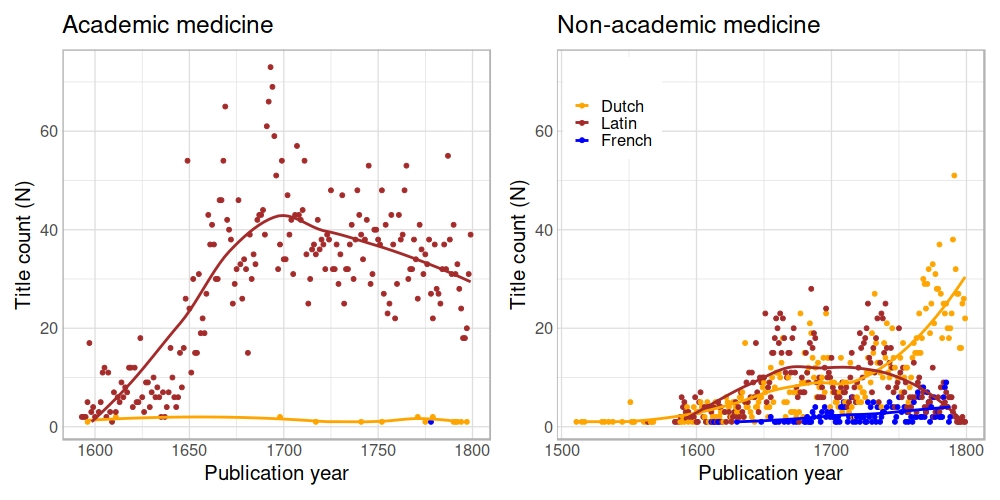 Academic medicine
Title count (N)
60
40
20
0
1600
1650
1700
1750
1800
Publication year
Non-academic medicine
Title count (N)
60
40
20
0
Dutch
Latin
French
1500
1600
1700
1800
Publication year